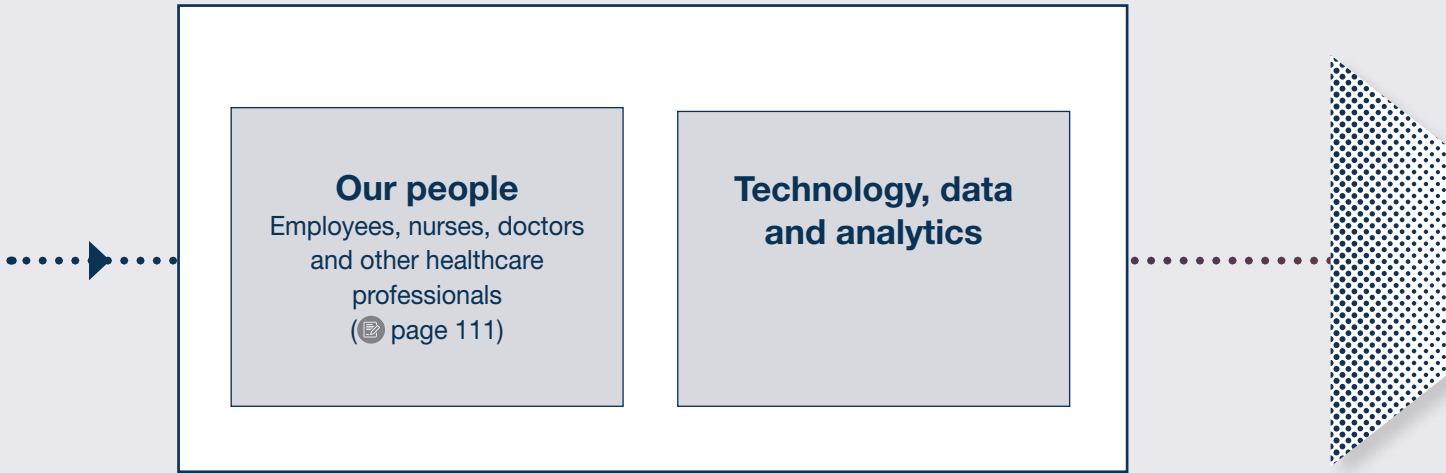 Our people
Employees, nurses, doctors
and other healthcare
professionals
( page 111)
Technology, data
and analytics